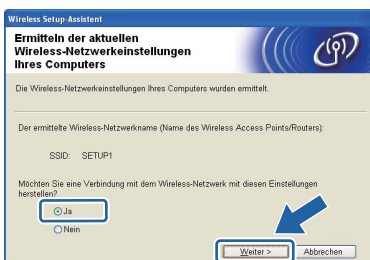 Wireless Setup-Assistent
Ermitteln der aktuellen
Wireless-Netzwerkeinstellungen
Ihres Computers
Die Wireless-Netzwerkeinstellungen Ihres Computers wurden ermittelt.
Der ermittelte Wireless-Netzwerkname (Name des Wireless Access Points/Routers):
SSID: SETUP1
Möchten Sie eine Verbindung mit dem Wireless-Netzwerk mit diesen Einstellungen
herstellen?
Ja
Nein
Weiter >
Abbrechen